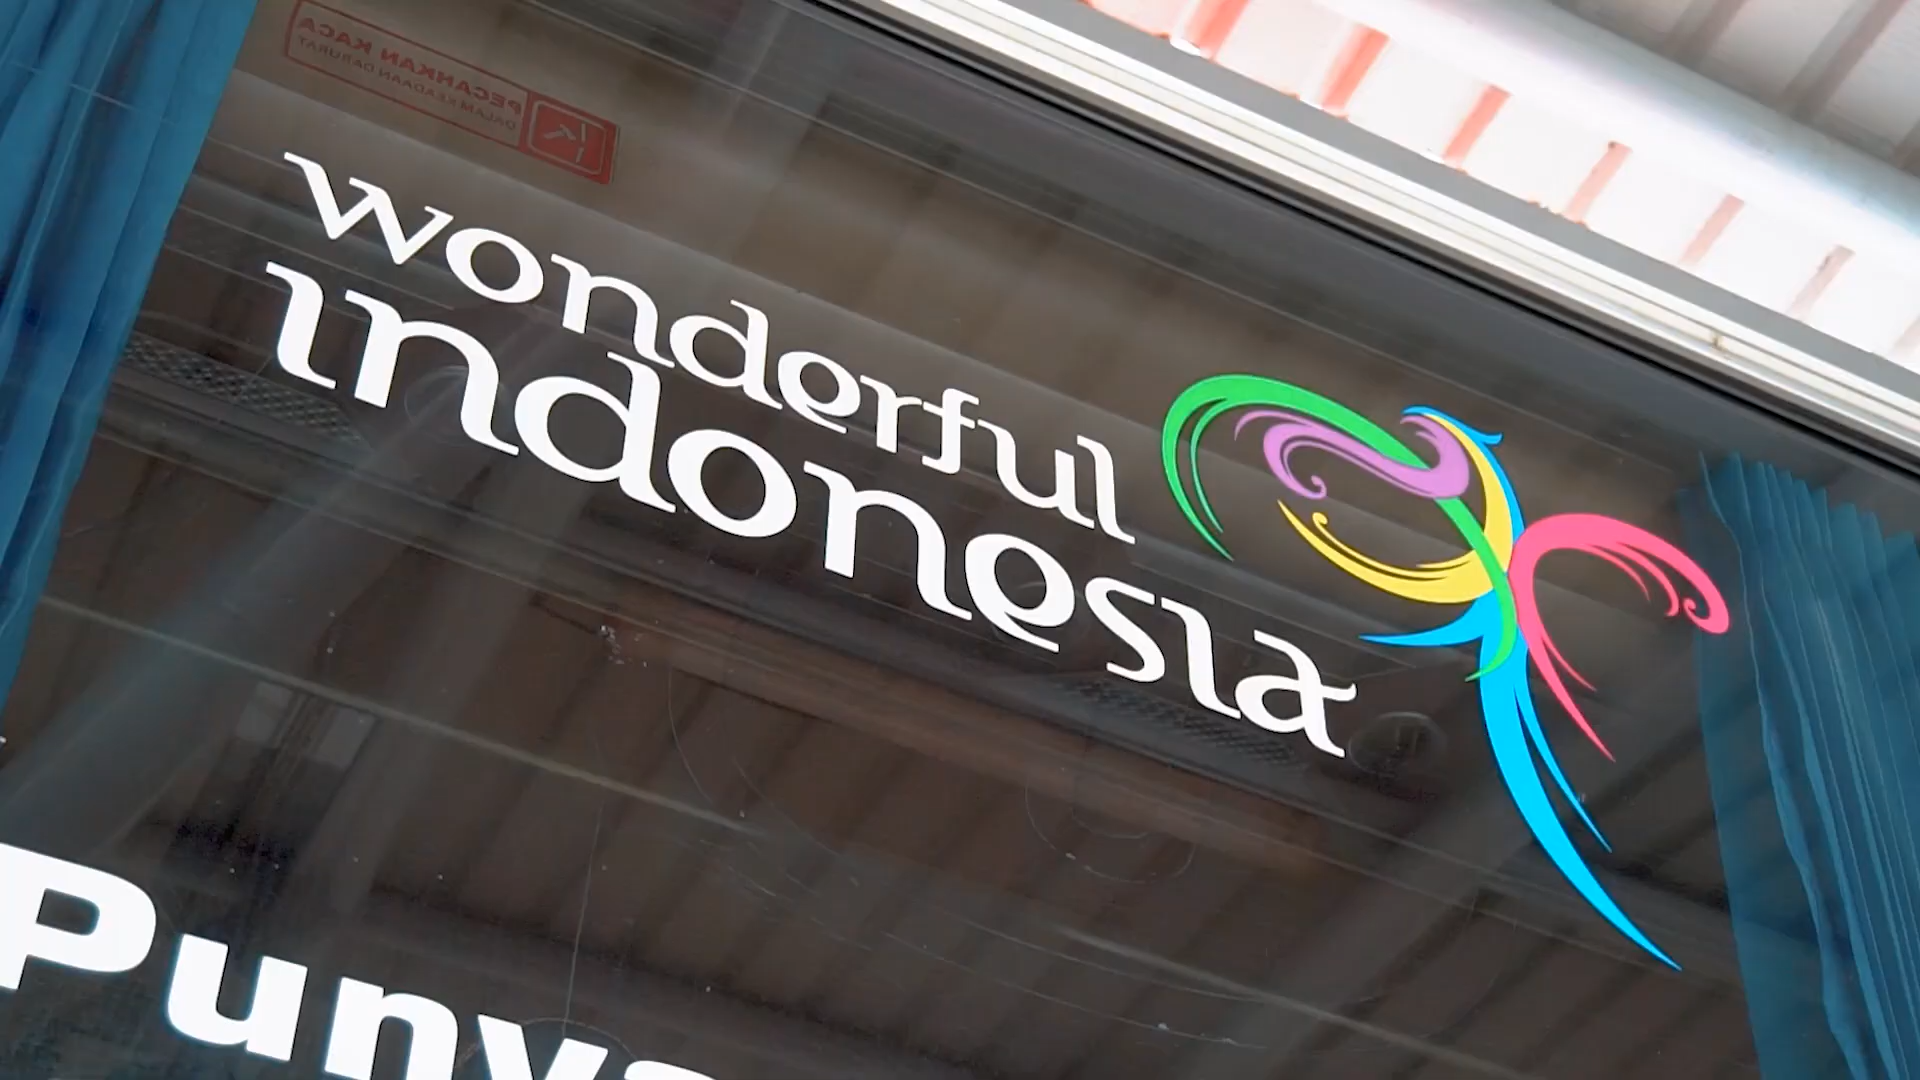 PECAHKAN KACA
DALAM KEADAAN DARURAT
wonderful
indonesia
Punya